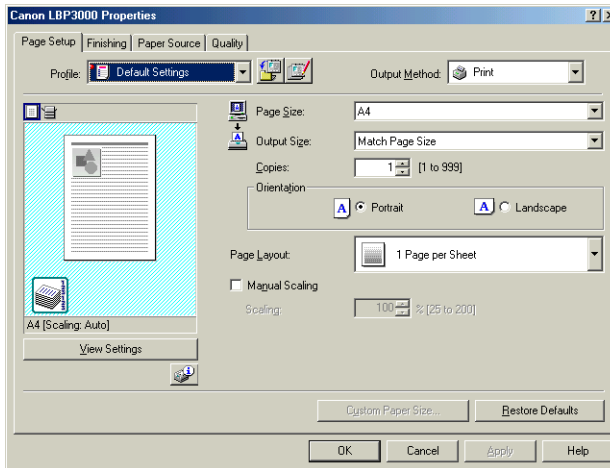 Canon LBP3000 Properties
Page Setup Finishing Paper Source Quality
Profile: Default Settings Output Method: Print
Page Size: A4
Output Size: Match Page Size
Copies: 1 [1 to 999]
Orientation
A Portrait A Landscape
Page Layout: 1 Page per Sheet
Manual Scaling
Scaling: 100 % [25 to 200]
A4 [Scaling: Auto]
View Settings
Custom Paper Size... Restore Defaults
OK Cancel Apply Help